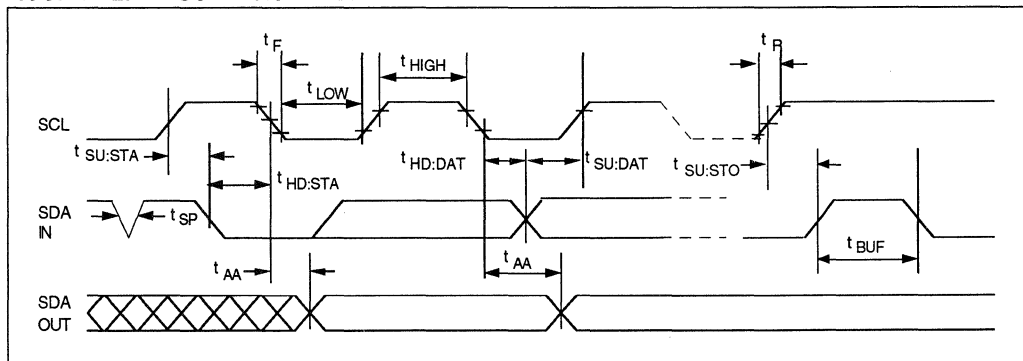 t F
t R
t HIGH
t LOW
SCL
t SU:STA
t HD:STA
t HD:DAT
t SU:DAT
t SU:STO
SDA
IN
t SP
t BUF
t AA
t AA
SDA
OUT